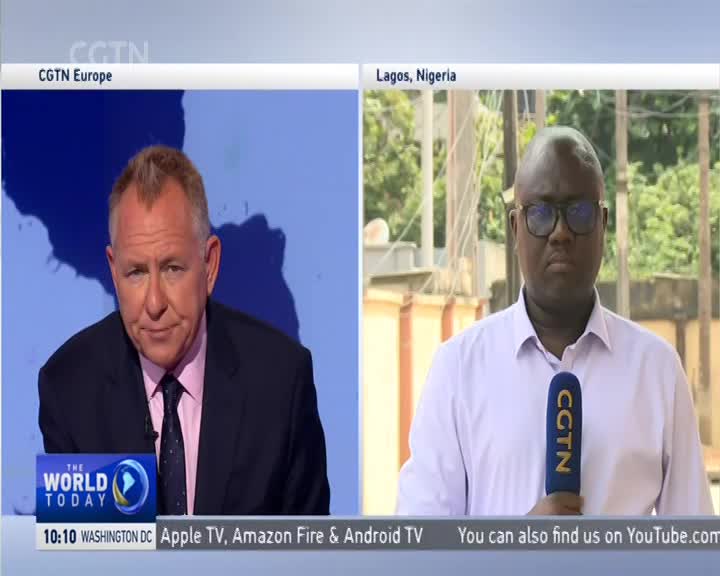 CGTN
CGTN Europe
Lagos, Nigeria
CGTN
THE
WORLD
TODAY
10:10 WASHINGTON DC
Apple TV, Amazon Fire & Android TV You can also find us on YouTube.com